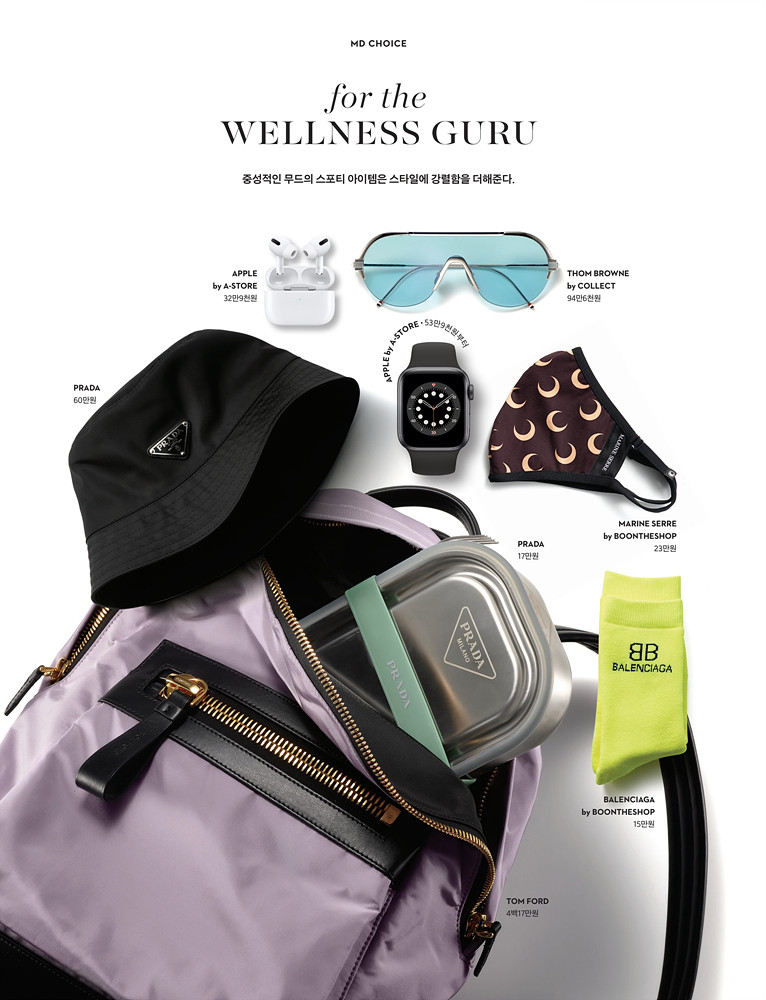 MD CHOICE
for the
WELLNESS GURU
중성적인 무드의 스포티 아이템은 스타일에 강렬함을 더해준다.
APPLE
by A-STORE
32만9천원
THOM BROWNE
by COLLECT
94만6천원
APPLE by A-STORE • 53만9천원부터
PRADA
60만원
PRADA
MARINE SERRE
MARINE SERRE
by BOONTHESHOP
23만원
PRADA
17만원
PRADA
MILANO
PRADA
BB
BALENCIAGA
BALENCIAGA
by BOONTHESHOP
15만원
TOM FORD
4백17만원